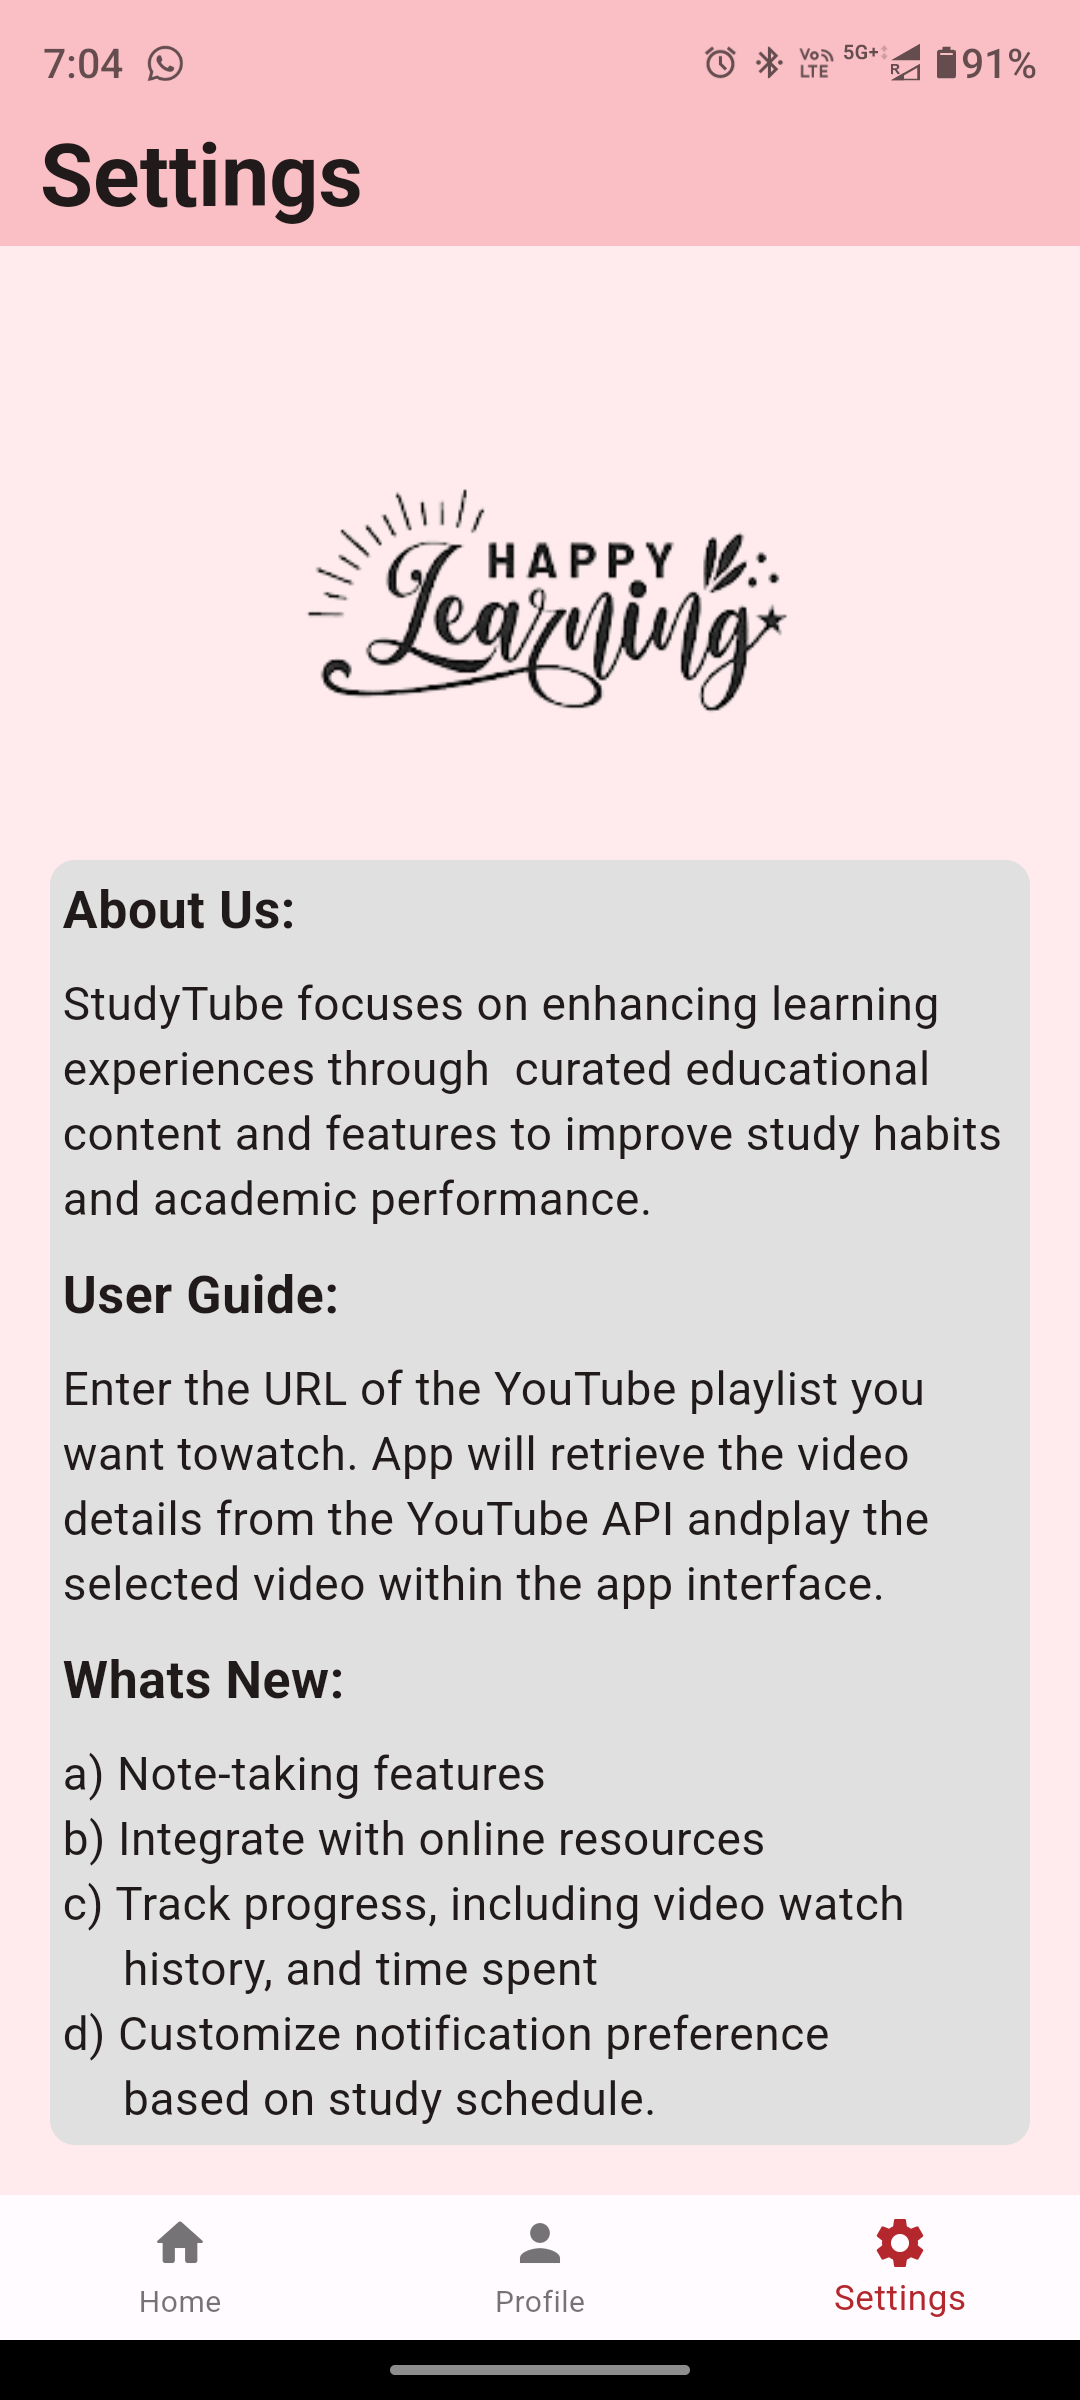 7:04 Vo LTE 5G+ R 91%
Settings
HAPPY
Learning
About Us:
StudyTube focuses on enhancing learning
experiences through  curated educational
content and features to improve study habits
and academic performance.
User Guide:
Enter the URL of the YouTube playlist you
want towatch. App will retrieve the video
details from the YouTube API andplay the
selected video within the app interface.
Whats New:
a) Note-taking features
b) Integrate with online resources
c) Track progress, including video watch
history, and time spent
d) Customize notification preference
based on study schedule.
Home Profile Settings